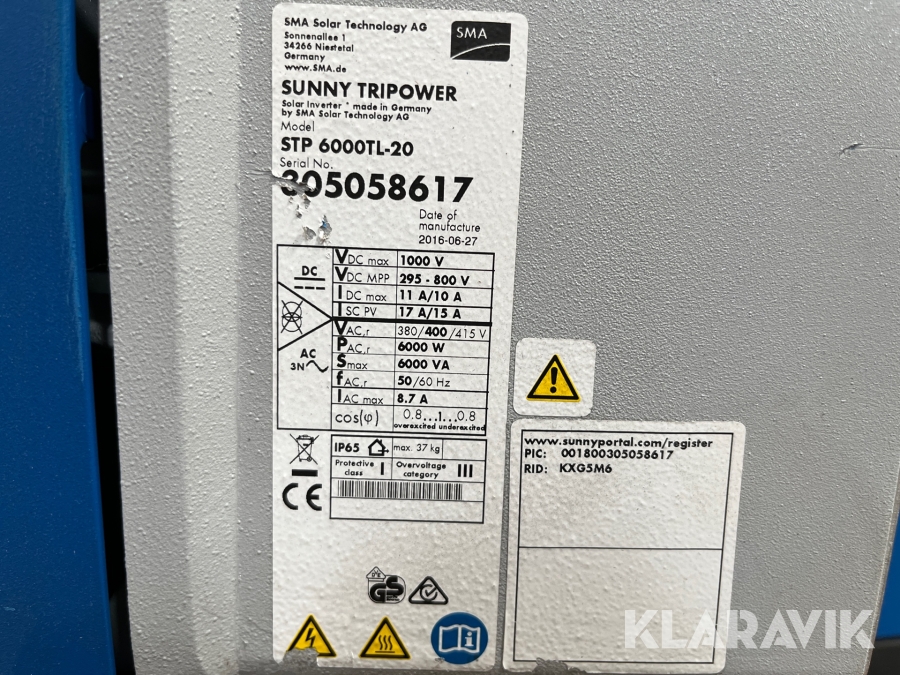 SMA Solar Technology AG
Sonnenallee 1
34266 Niestetal
Germany
www.SMA.de
SMA
SUNNY TRIPOWER
Solar Inverter * made in Germany
by SMA Solar Technology AG
Model
STP 6000TL-20
Serial No.
305058617
Date of
manufacture
2016-06-27
DC
VDC max 1000 V
VDC MPP 295 - 800 V
IDC max 11 A/10 A
ISC PV 17 A/15 A
AC
3N
VAC,r 380/400/415 V
PAC,r 6000 W
Smax 6000 VA
fAC,r 50/60 Hz
IAC max 8.7 A
cos(φ) 0.8...1...0.8
overexcited underexcited
IP65 max. 37 kg
Protective class I Overvoltage category III
CE
GS
www.sunnyportal.com/register
PIC: 001800305058617
RID: KXG5M6
KLARAVIK